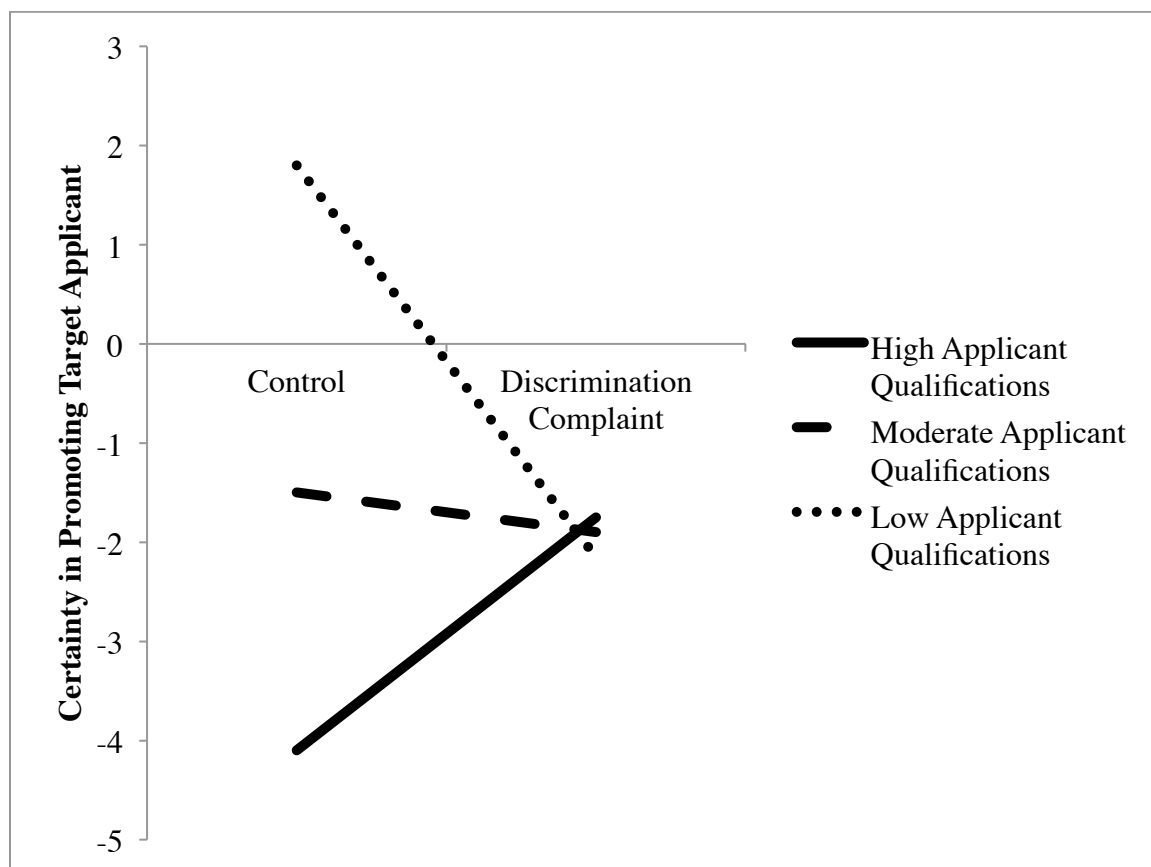 Certainty in Promoting Target Applicant
3
2
1
0
-1
-2
-3
-4
-5
Control
Discrimination
Complaint
High Applicant
Qualifications
Moderate Applicant
Qualifications
Low Applicant
Qualifications